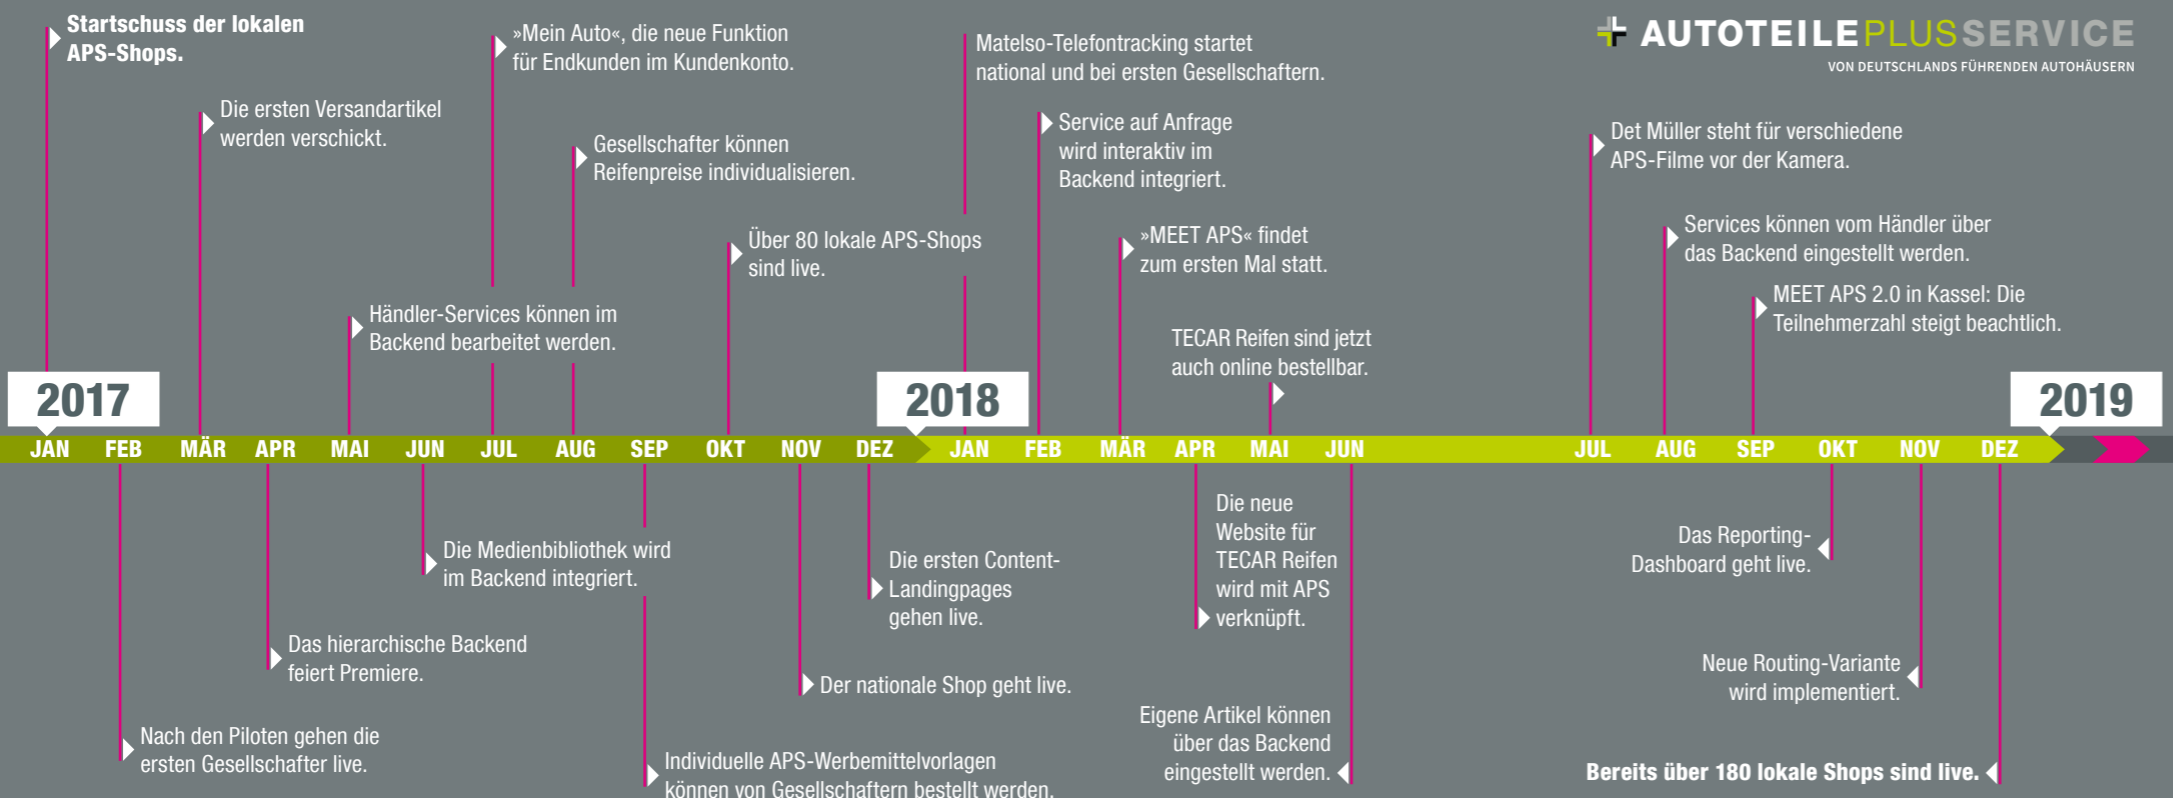 Startschuss der lokalen
APS-Shops.
Die ersten Versandartikel
werden verschickt.
»Mein Auto«, die neue Funktion
für Endkunden im Kundenkonto.
Gesellschafter können
Reifenpreise individualisieren.
Händler-Services können im
Backend bearbeitet werden.
Über 80 lokale APS-Shops
sind live.
Matelso-Telefontracking startet
national und bei ersten Gesellschaftern.
Service auf Anfrage
wird interaktiv im
Backend integriert.
»MEET APS« findet
zum ersten Mal statt.
TECAR Reifen sind jetzt
auch online bestellbar.
AUTOTEILEPLUSSERVICE
VON DEUTSCHLANDS FÜHRENDEN AUTOHÄUSERN
Det Müller steht für verschiedene
APS-Filme vor der Kamera.
Services können vom Händler über
das Backend eingestellt werden.
MEET APS 2.0 in Kassel: Die
Teilnehmerzahl steigt beachtlich.
2017 2018 2019
JAN FEB MÄR APR MAI JUN JUL AUG SEP OKT NOV DEZ JAN FEB MÄR APR MAI JUN JUL AUG SEP OKT NOV DEZ
Nach den Piloten gehen die
ersten Gesellschafter live.
Das hierarchische Backend
feiert Premiere.
Die Medienbibliothek wird
im Backend integriert.
Individuelle APS-Werbemittelvorlagen
können von Gesellschaftern bestellt werden.
Der nationale Shop geht live.
Die ersten Content-
Landingpages
gehen live.
Die neue
Website für
TECAR Reifen
wird mit APS
verknüpft.
Eigene Artikel können
über das Backend
eingestellt werden.
Das Reporting-
Dashboard geht live.
Neue Routing-Variante
wird implementiert.
Bereits über 180 lokale Shops sind live.